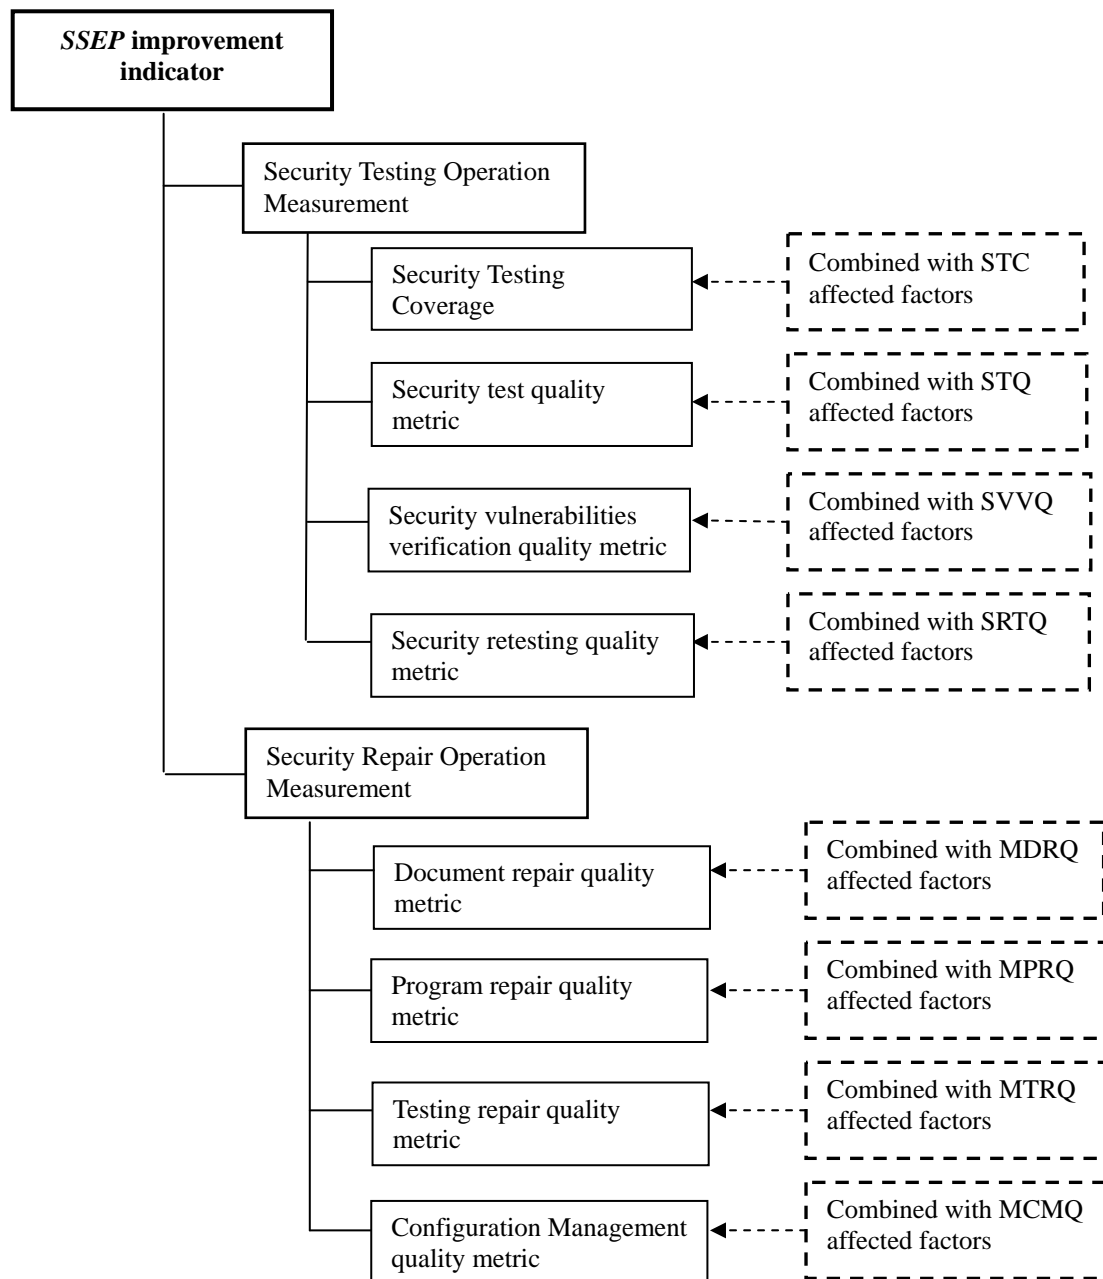 SSEP improvement
indicator
Security Testing Operation
Measurement
Security Testing
Coverage
Combined with STC
affected factors
Security test quality
metric
Combined with STQ
affected factors
Security vulnerabilities
verification quality metric
Combined with SVVQ
affected factors
Security retesting quality
metric
Combined with SRTQ
affected factors
Security Repair Operation
Measurement
Document repair quality
metric
Combined with MDRQ
affected factors
Program repair quality
metric
Combined with MPRQ
affected factors
Testing repair quality
metric
Combined with MTRQ
affected factors
Configuration Management
quality metric
Combined with MCMQ
affected factors